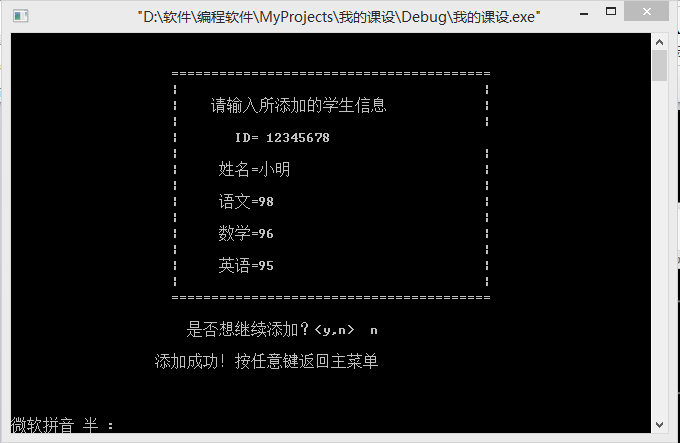 "D:\软件\编程软件\MyProjects\我的课设\Debug\我的课设.exe"
========================================
请输入所添加的学生信息
ID= 12345678
姓名=小明
语文=98
数学=96
英语=95
========================================
是否想继续添加？<y,n> n
添加成功！按任意键返回主菜单
微软拼音 半 :